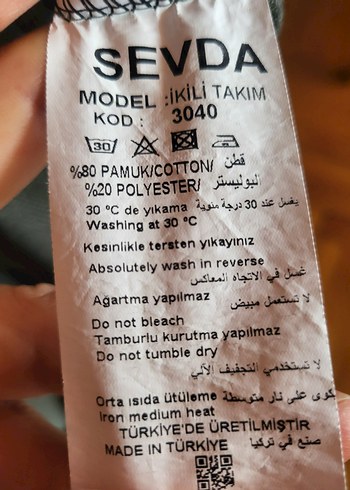 SEVDA
MODEL :İKİLİ TAKIM
KOD : 3040
30
%80 PAMUK/COTTON/ قطن
%20 POLYESTER/ لبوليستر
30 °C de yıkama يغسل عند 30 درجة مئوية
Washing at 30 °C
Kesinlikle tersten yıkayınız
Absolutely wash in reverse
غسل في الاتجاه المعاكس
Ağartma yapılmaz لا تستعمل مبيض
Do not bleach
Tamburlu kurutma yapılmaz
Do not tumble dry
لا تستخدمي التجفيف الآلي
Orta ısıda ütüleme كوى على نار متوسطة
Iron medium heat
TÜRKİYE'DE ÜRETİLMİŞTİR
MADE IN TÜRKİYE صنع في تركيا